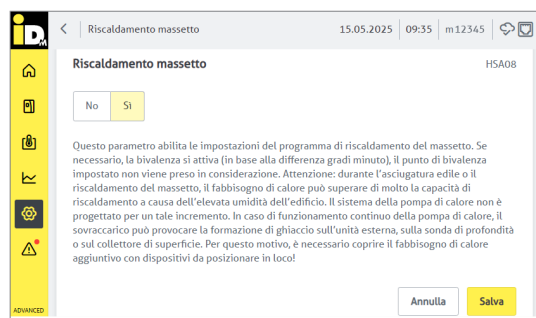 iDM
Riscaldamento massetto 15.05.2025 09:35 m12345
Riscaldamento massetto HSA08
No Sì
Questo parametro abilita le impostazioni del programma di riscaldamento del massetto. Se
necessario, la bivalenza si attiva (in base alla differenza gradi minuto), il punto di bivalenza
impostato non viene preso in considerazione. Attenzione: durante l'asciugatura edile o il
riscaldamento del massetto, il fabbisogno di calore può superare di molto la capacità di
riscaldamento a causa dell'elevata umidità dell'edificio. Il sistema della pompa di calore non è
progettato per un tale incremento. In caso di funzionamento continuo della pompa di calore, il
sovraccarico può provocare la formazione di ghiaccio sull'unità esterna, sulla sonda di profondità
o sul collettore di superficie. Per questo motivo, è necessario coprire il fabbisogno di calore
aggiuntivo con dispositivi da posizionare in loco!
Annulla Salva
ADVANCED